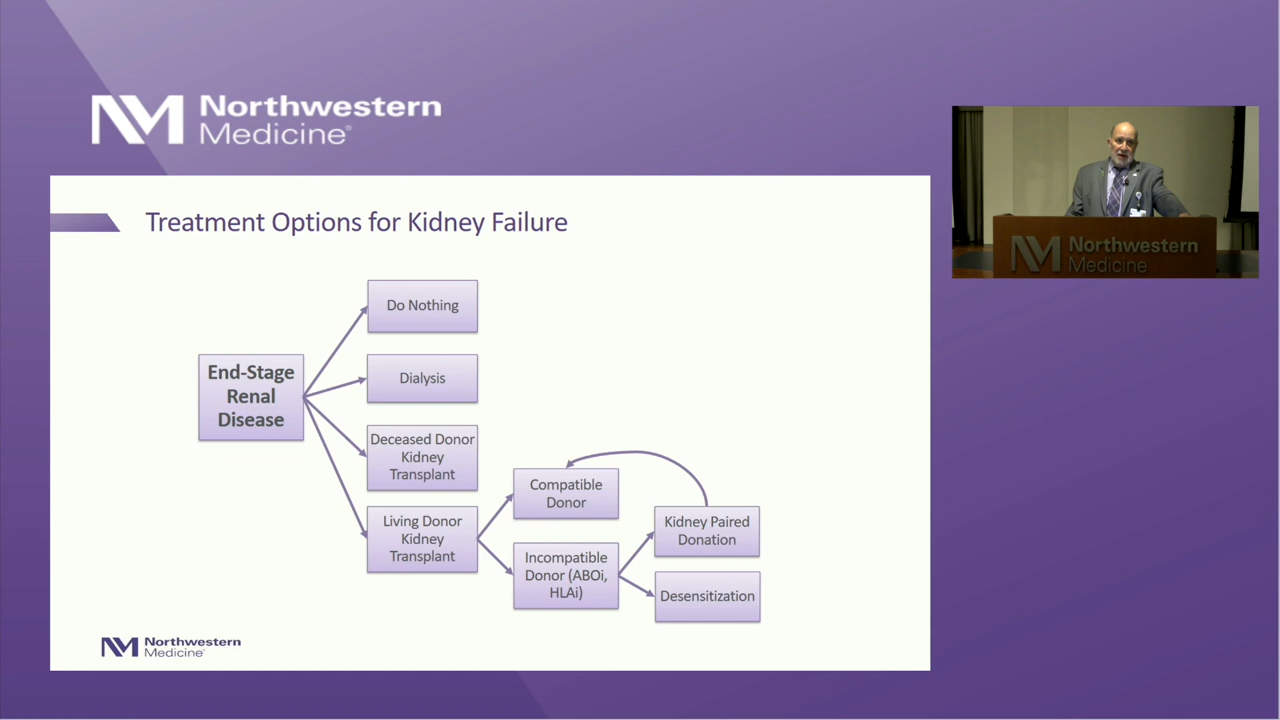 Northwestern
Medicine®
Treatment Options for Kidney Failure
End-Stage
Renal
Disease
Do Nothing
Dialysis
Deceased Donor
Kidney
Transplant
Living Donor
Kidney
Transplant
Compatible
Donor
Incompatible
Donor (ABOi,
HLAi)
Kidney Paired
Donation
Desensitization
Northwestern
Medicine®
Northwestern
Medicine